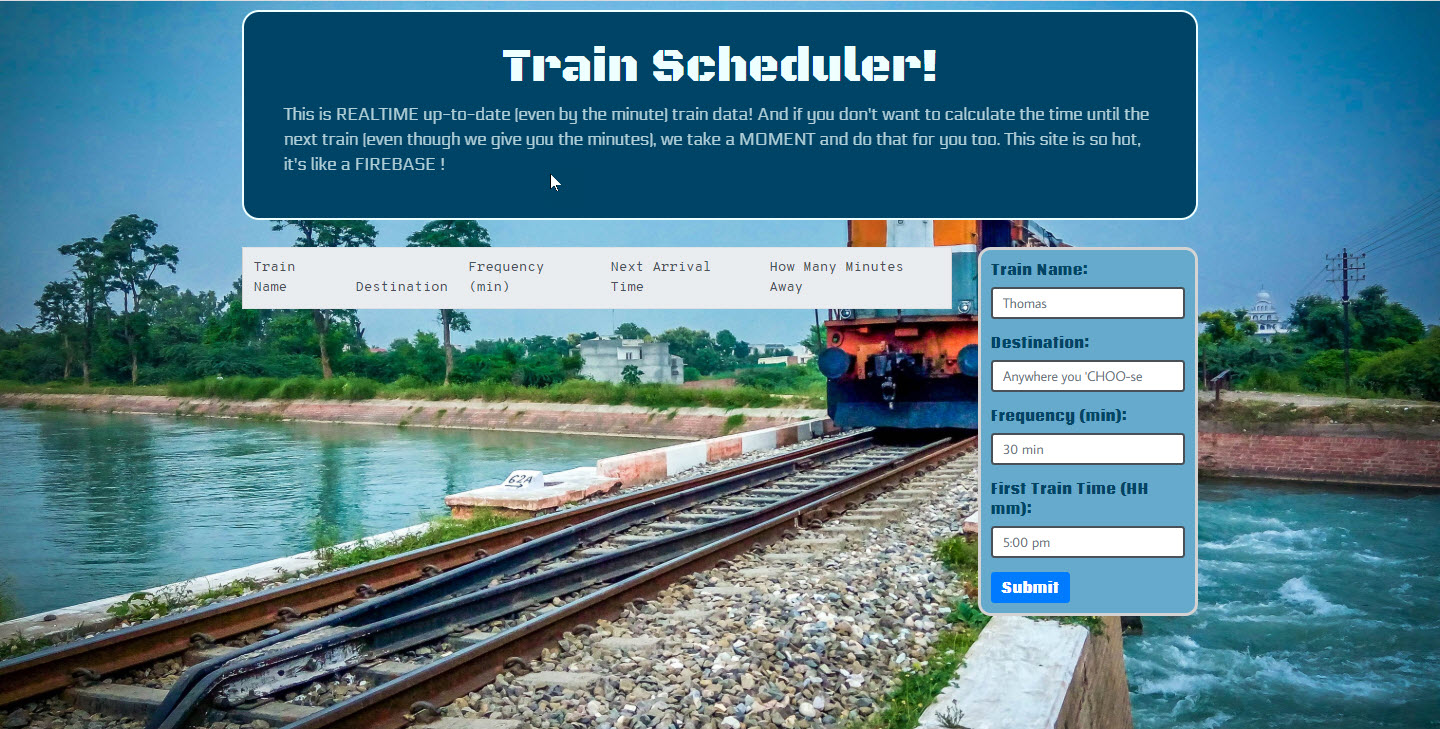 Train Scheduler!
This is REALTIME up-to-date (even by the minute) train data! And if you don't want to calculate the time until the
next train (even though we give you the minutes), we take a MOMENT and do that for you too. This site is so hot,
it's like a FIREBASE !
Train Name
Destination
Frequency (min)
Next Arrival Time
How Many Minutes Away
Train Name:
Thomas
Destination:
Anywhere you 'CHOO-se
Frequency (min):
30 min
First Train Time (HH
mm):
5:00 pm
Submit
62A